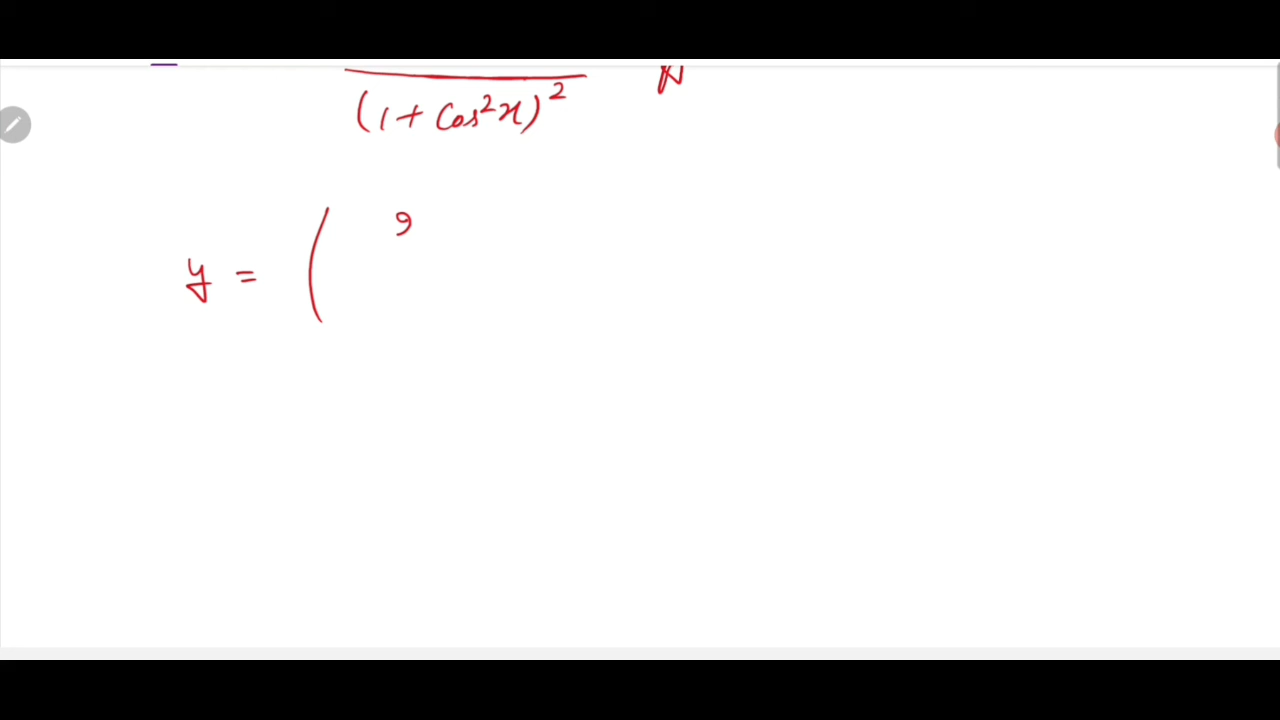 (1 + cos²x)²
y = ( 9